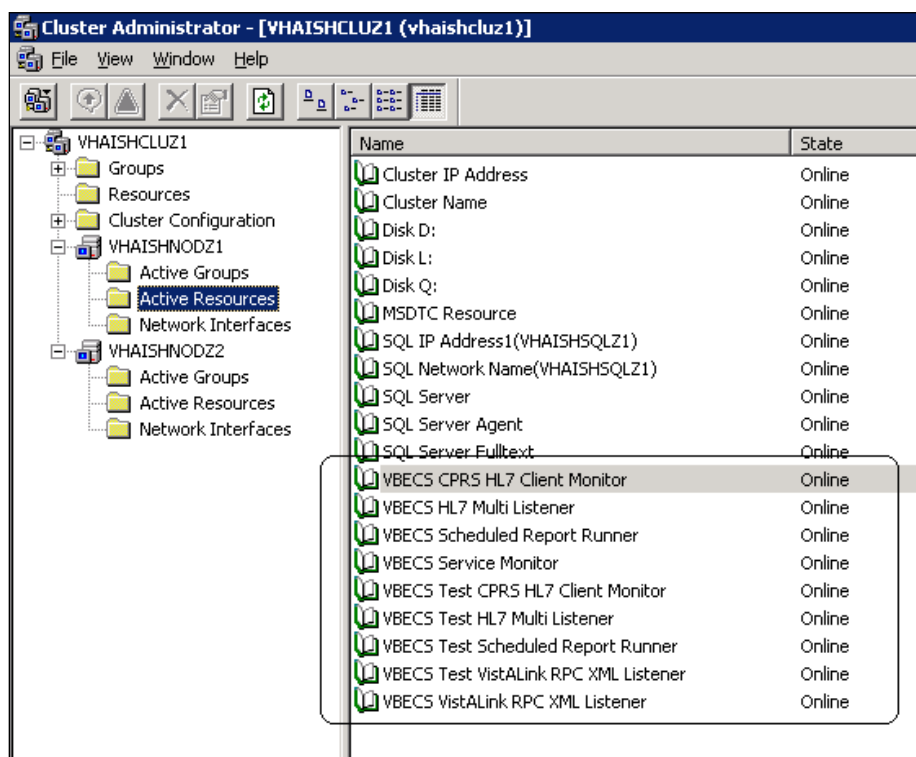 Cluster Administrator - [VHAISHCLUZ1 (vhaishcluz1)]
File View Window Help
VHAISHCLUZ1
Groups
Resources
Cluster Configuration
VHAISHNODZ1
Active Groups
Active Resources
Network Interfaces
VHAISHNODZ2
Active Groups
Active Resources
Network Interfaces
Name State
Cluster IP Address Online
Cluster Name Online
Disk D: Online
Disk L: Online
Disk Q: Online
MSDTC Resource Online
SQL IP Address1(VHAISHSQLZ1) Online
SQL Network Name(VHAISHSQLZ1) Online
SQL Server Online
SQL Server Agent Online
SQL Server Fulltext Online
VBECS CPRS HL7 Client Monitor Online
VBECS HL7 Multi Listener Online
VBECS Scheduled Report Runner Online
VBECS Service Monitor Online
VBECS Test CPRS HL7 Client Monitor Online
VBECS Test HL7 Multi Listener Online
VBECS Test Scheduled Report Runner Online
VBECS Test VistALink RPC XML Listener Online
VBECS VistALink RPC XML Listener Online